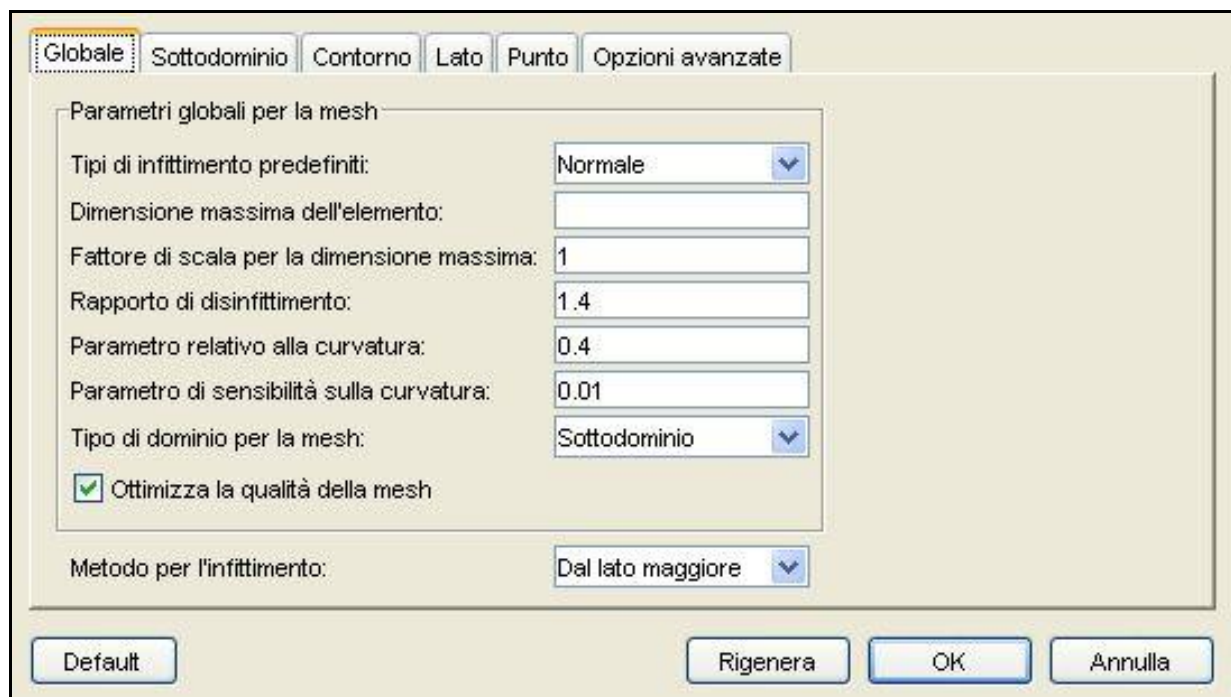 Globale Sottodominio Contorno Lato Punto Opzioni avanzate
Parametri globali per la mesh
Tipi di infittimento predefiniti: Normale
Dimensione massima dell'elemento:
Fattore di scala per la dimensione massima: 1
Rapporto di disinfittimento: 1.4
Parametro relativo alla curvatura: 0.4
Parametro di sensibilità sulla curvatura: 0.01
Tipo di dominio per la mesh: Sottodominio
Ottimizza la qualità della mesh
Metodo per l'infittimento: Dal lato maggiore
Default Rigenera OK Annulla